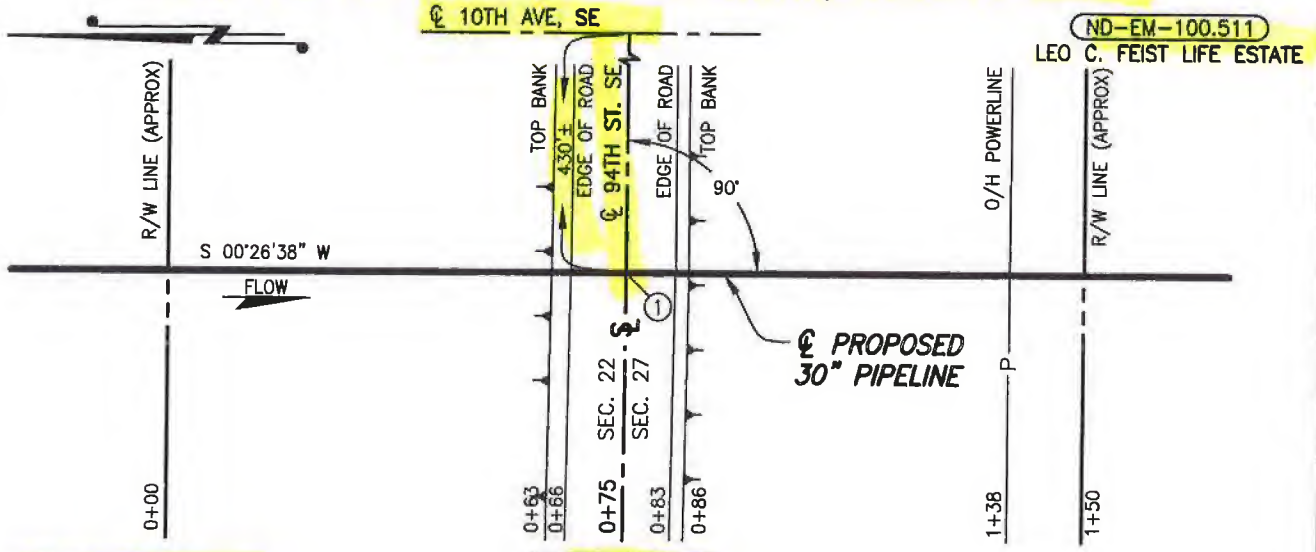 ℄ 10TH AVE, SE
ND-EM-100.511
LEO C. FEIST LIFE ESTATE
R/W LINE (APPROX)
TOP BANK
430'±
EDGE OF ROAD
℄ 94TH ST. SE
EDGE OF ROAD
TOP BANK
90°
O/H POWERLINE
R/W LINE (APPROX)
S 00°26'38" W
FLOW
1
℄ PROPOSED
30" PIPELINE
SEC. 22
SEC. 27
P
0+00
0+63
0+66
0+75
0+83
0+86
1+38
1+50